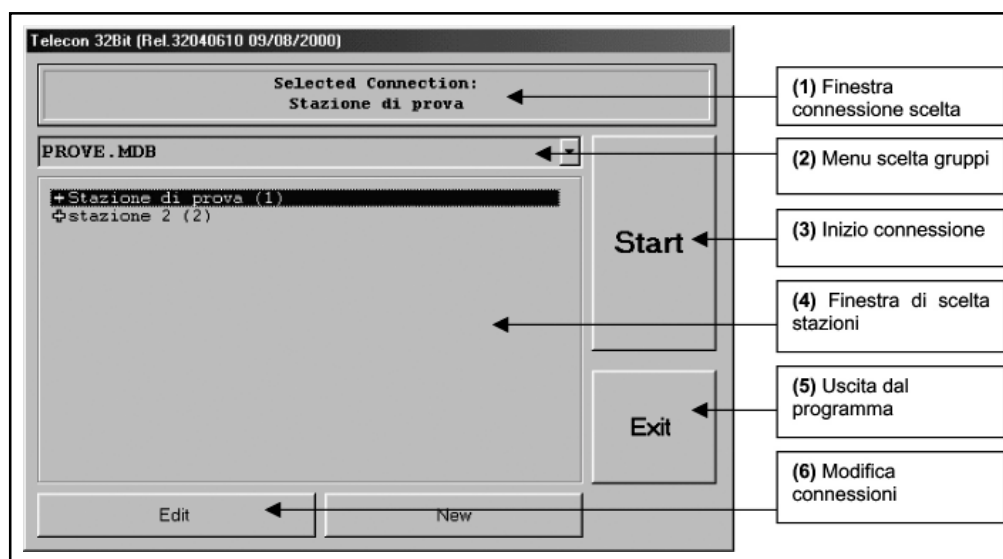 Telecon 32Bit (Rel.32040610 09/08/2000)
Selected Connection:
Stazione di prova
PROVE.MDB
+Stazione di prova (1)
stazione 2 (2)
Start
Exit
Edit
New
(1) Finestra
connessione scelta
(2) Menu scelta gruppi
(3) Inizio connessione
(4) Finestra di scelta
stazioni
(5) Uscita dal
programma
(6) Modifica
connessioni